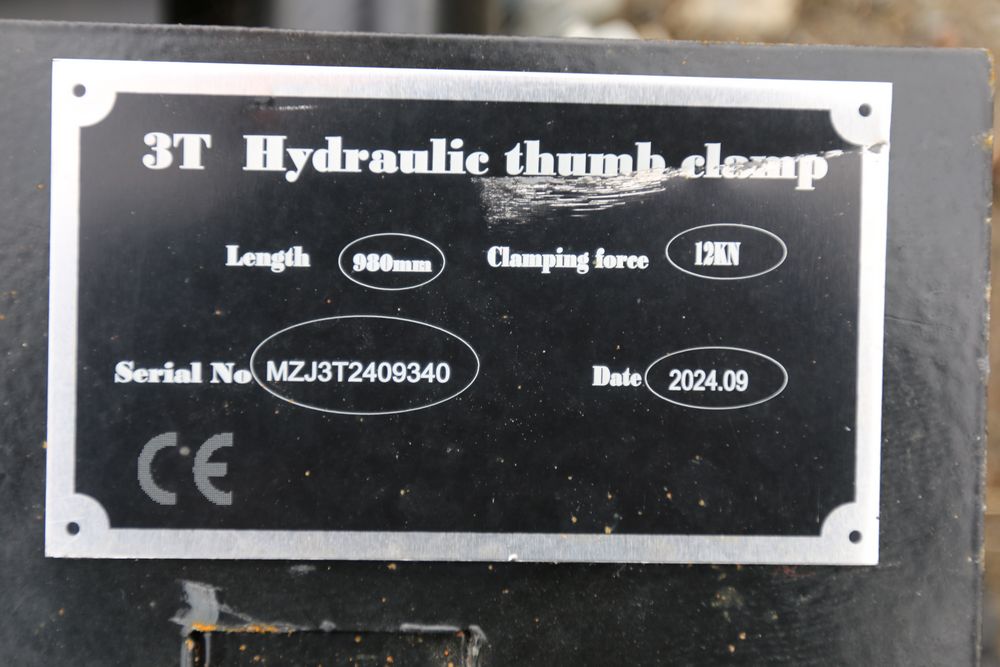 3T Hydraulic thumb clamp
Length 980mm Clamping force 12KN
Serial No MZJ3T2409340 Date 2024.09
CE